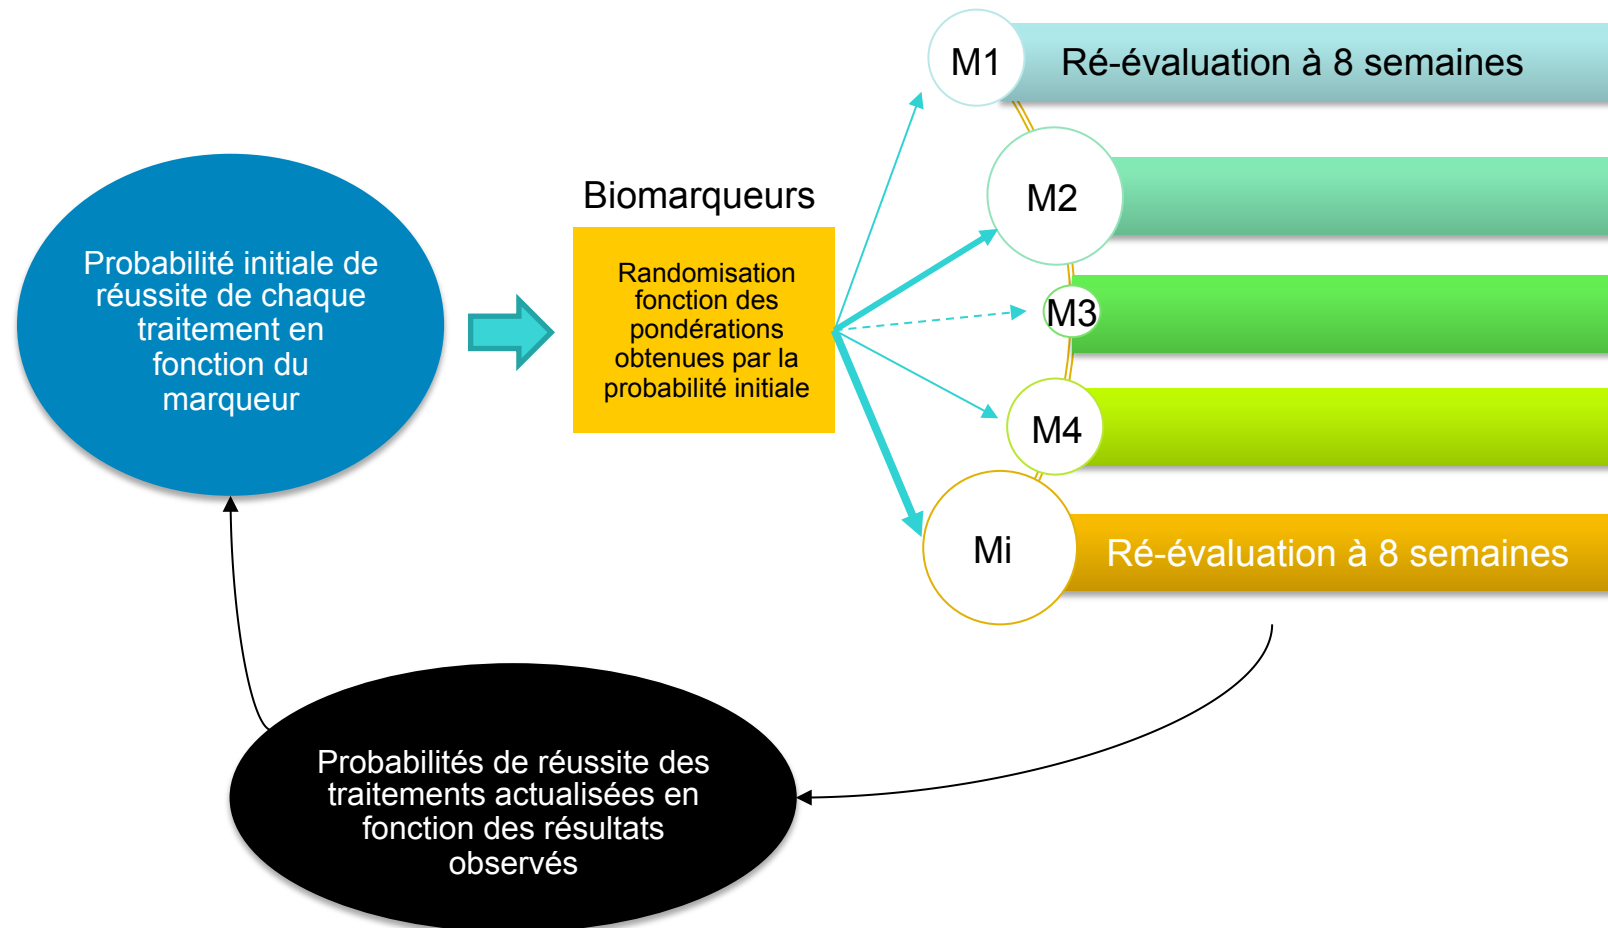 Probabilité initiale de
réussite de chaque
traitement en
fonction du
marqueur
Biomarqueurs
Randomisation
fonction des
pondérations
obtenues par la
probabilité initiale
M1
Ré-évaluation à 8 semaines
M2
M3
M4
Mi
Ré-évaluation à 8 semaines
Probabilités de réussite des
traitements actualisées en
fonction des résultats
observés